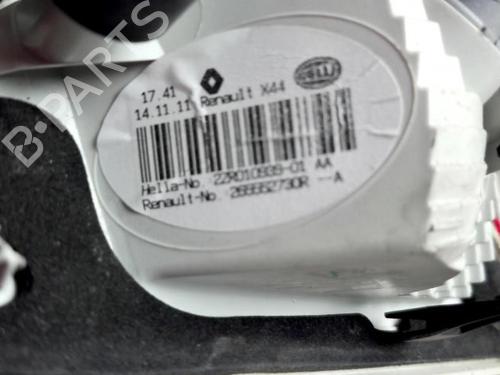 B-PARTS
17.41
14.11.11 Renault X44
Hella-No. 2ZR010939-01 AA
Renault-No. 265552730R --A